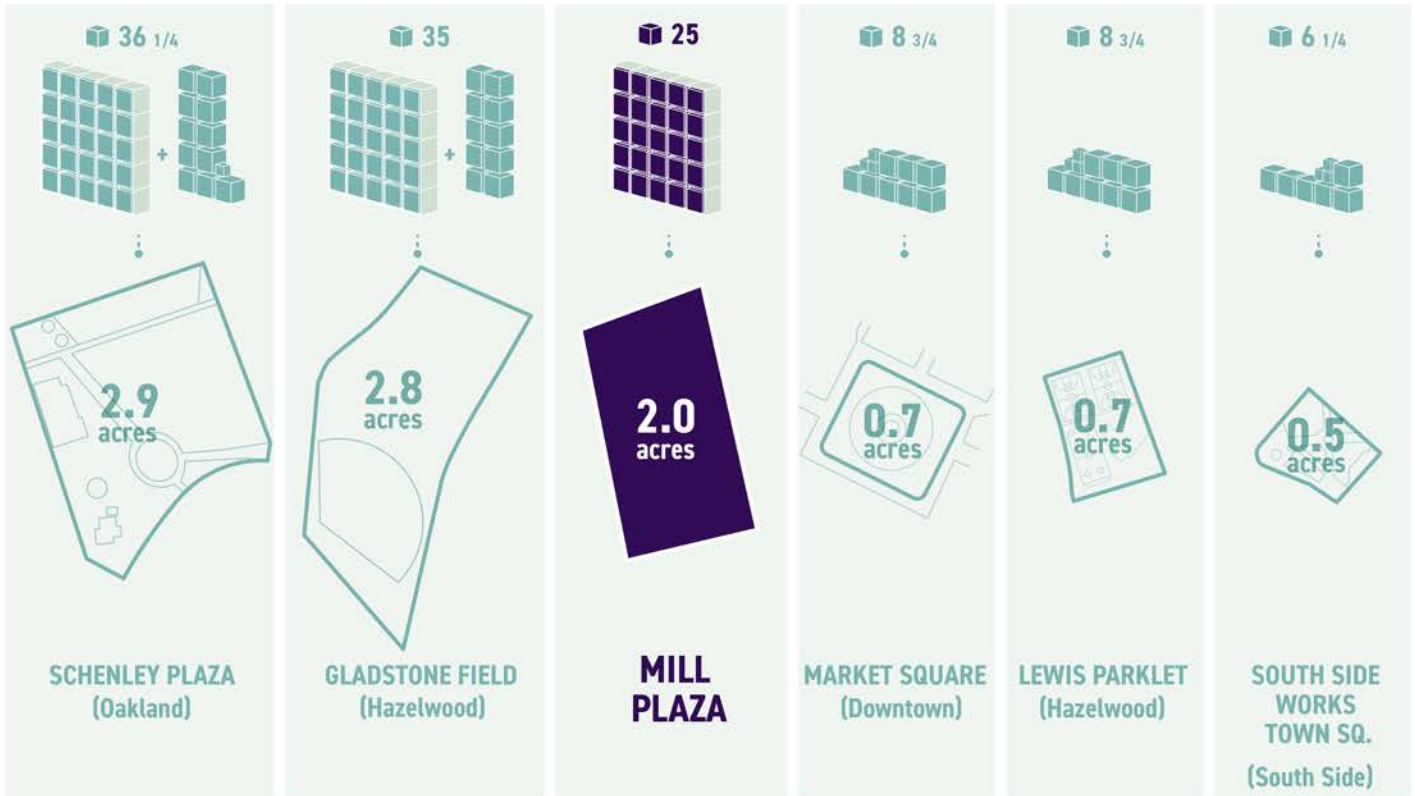 36 1/4
2.9
acres
SCHENLEY PLAZA
(Oakland)
35
2.8
acres
GLADSTONE FIELD
(Hazelwood)
25
2.0
acres
MILL
PLAZA
8 3/4
0.7
acres
MARKET SQUARE
(Downtown)
8 3/4
0.7
acres
LEWIS PARKLET
(Hazelwood)
6 1/4
0.5
acres
SOUTH SIDE
WORKS
TOWN SQ.
(South Side)